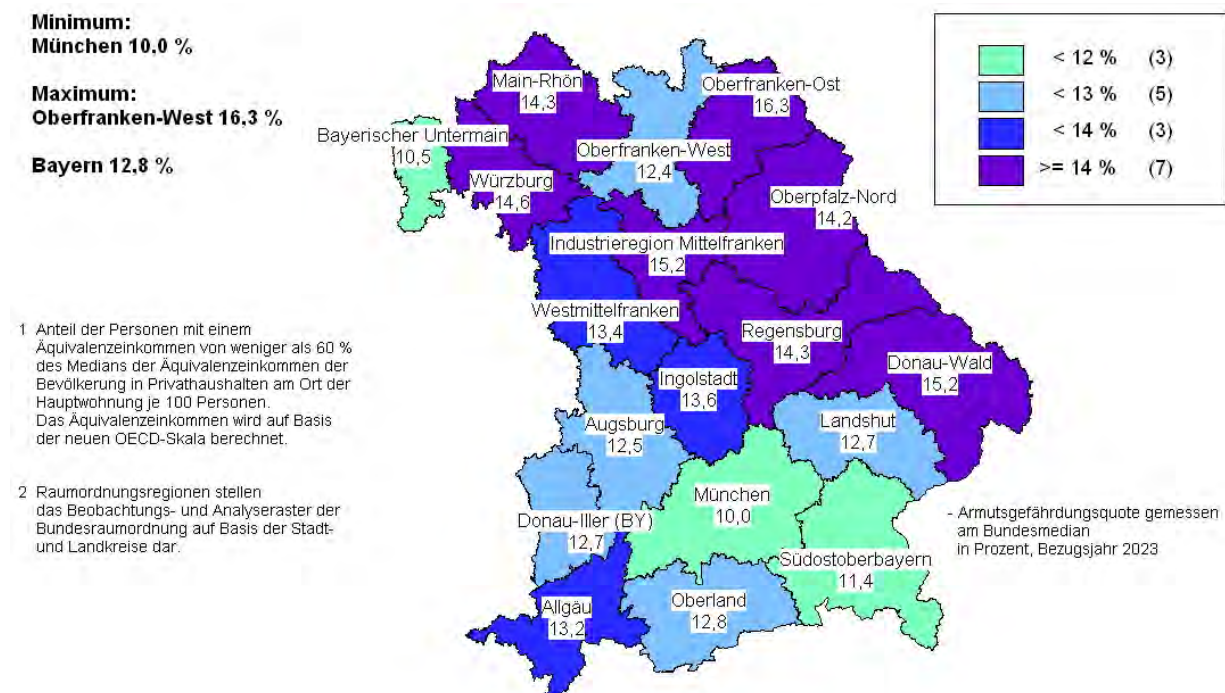 Minimum:
München 10,0 %
Maximum:
Oberfranken-West 16,3 %
Bayern 12,8 %
< 12 % (3)
< 13 % (5)
< 14 % (3)
>= 14 % (7)
Main-Rhön
14,3
Oberfranken-Ost
16,3
Bayerischer Untermain
10,5
Oberfranken-West
12,4
Würzburg
14,6
Oberpfalz-Nord
14,2
Industrieregion Mittelfranken
15,2
Westmittelfranken
13,4
Regensburg
14,3
Donau-Wald
15,2
Ingolstadt
13,6
Augsburg
12,5
Landshut
12,7
München
10,0
Donau-Iller (BY)
12,7
Südostoberbayern
11,4
Allgäu
13,2
Oberland
12,8
1 Anteil der Personen mit einem
Äquivalenzeinkommen von weniger als 60 %
des Medians der Äquivalenzeinkommen der
Bevölkerung in Privathaushalten am Ort der
Hauptwohnung je 100 Personen.
Das Äquivalenzeinkommen wird auf Basis
der neuen OECD-Skala berechnet.
2 Raumordnungsregionen stellen
das Beobachtungs- und Analyseraster der
Bundesraumordnung auf Basis der Stadt-
und Landkreise dar.
- Armutsgefährdungsquote gemessen
am Bundesmedian
in Prozent, Bezugsjahr 2023